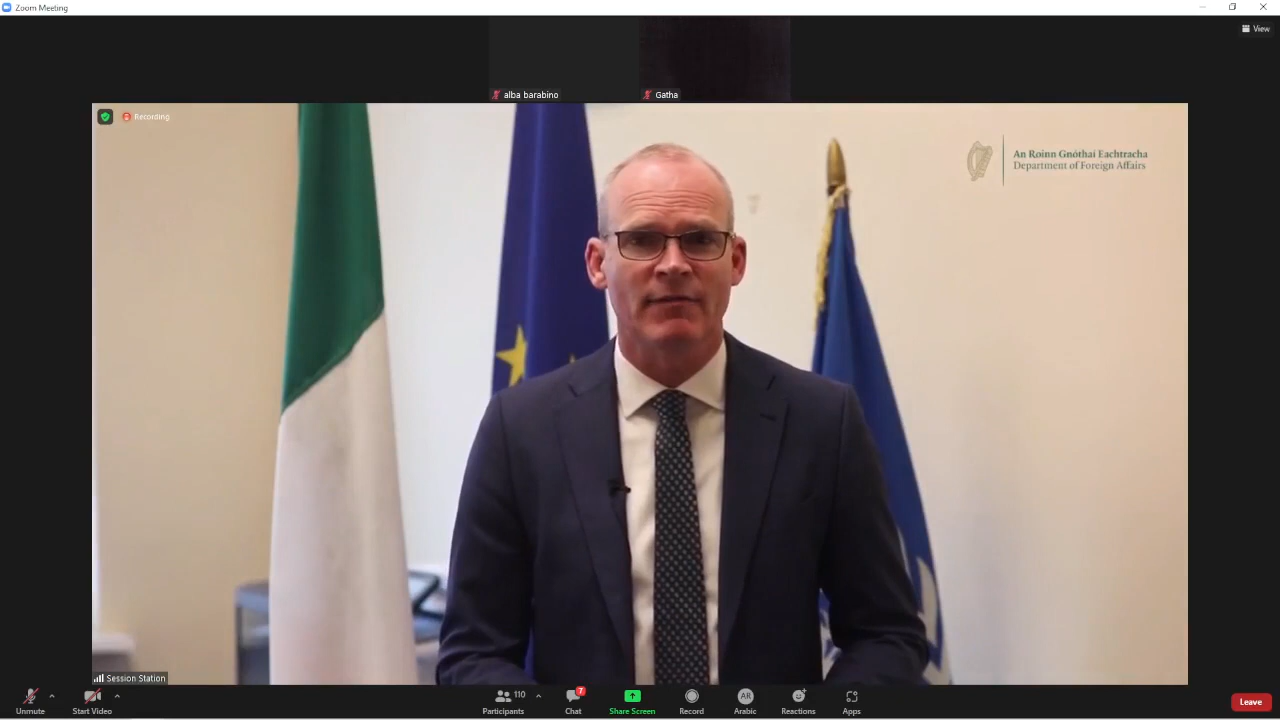 Zoom Meeting
View
alba barabino
Gatha
Recording
An Roinn Gnóthaí Eachtracha
Department of Foreign Affairs
Session Station
Unmute
Start Video
110
Participants
7
Chat
Share Screen
Record
AR
Arabic
Reactions
Apps
Leave